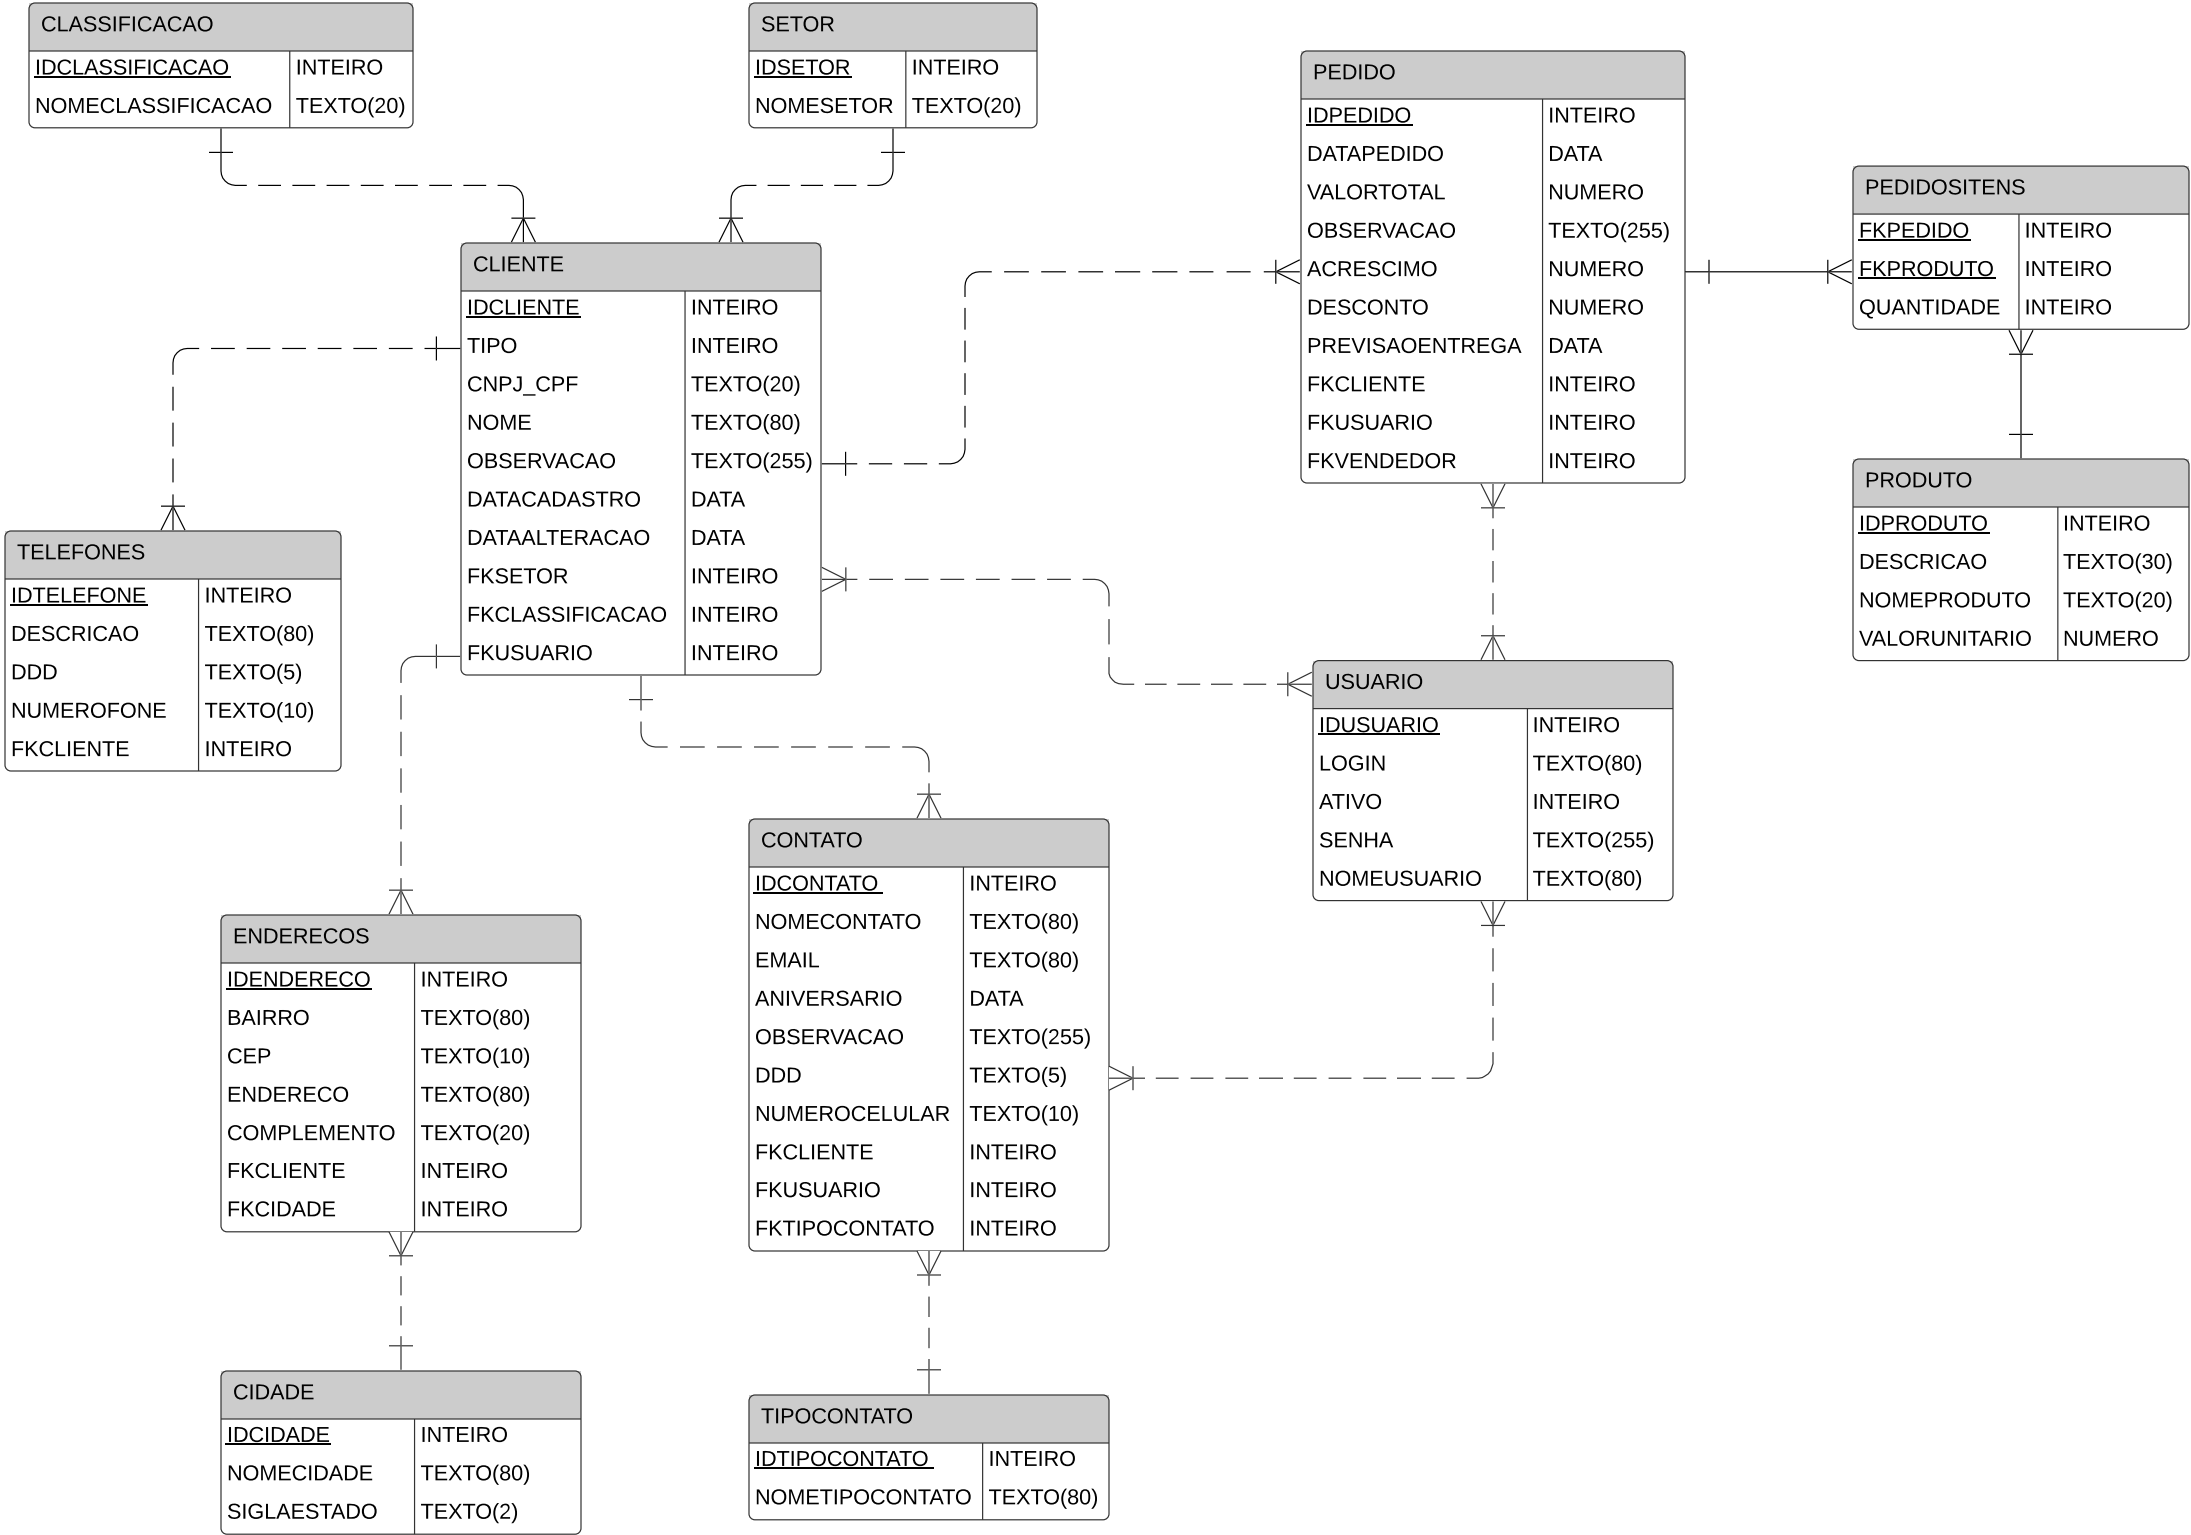 CLASSIFICACAO
IDCLASSIFICACAO INTEIRO
NOMECLASSIFICACAO TEXTO(20)
SETOR
IDSETOR INTEIRO
NOMESETOR TEXTO(20)
PEDIDO
IDPEDIDO INTEIRO
DATAPEDIDO DATA
VALORTOTAL NUMERO
OBSERVACAO TEXTO(255)
ACRESCIMO NUMERO
DESCONTO NUMERO
PREVISAOENTREGA DATA
FKCLIENTE INTEIRO
FKUSUARIO INTEIRO
FKVENDEDOR INTEIRO
PEDIDOSITENS
FKPEDIDO INTEIRO
FKPRODUTO INTEIRO
QUANTIDADE INTEIRO
CLIENTE
IDCLIENTE INTEIRO
TIPO INTEIRO
CNPJ_CPF TEXTO(20)
NOME TEXTO(80)
OBSERVACAO TEXTO(255)
DATACADASTRO DATA
DATAALTERACAO DATA
FKSETOR INTEIRO
FKCLASSIFICACAO INTEIRO
FKUSUARIO INTEIRO
PRODUTO
IDPRODUTO INTEIRO
DESCRICAO TEXTO(30)
NOMEPRODUTO TEXTO(20)
VALORUNITARIO NUMERO
TELEFONES
IDTELEFONE INTEIRO
DESCRICAO TEXTO(80)
DDD TEXTO(5)
NUMEROFONE TEXTO(10)
FKCLIENTE INTEIRO
USUARIO
IDUSUARIO INTEIRO
LOGIN TEXTO(80)
ATIVO INTEIRO
SENHA TEXTO(255)
NOMEUSUARIO TEXTO(80)
CONTATO
IDCONTATO INTEIRO
NOMECONTATO TEXTO(80)
EMAIL TEXTO(80)
ANIVERSARIO DATA
OBSERVACAO TEXTO(255)
DDD TEXTO(5)
NUMEROCELULAR TEXTO(10)
FKCLIENTE INTEIRO
FKUSUARIO INTEIRO
FKTIPOCONTATO INTEIRO
ENDERECOS
IDENDERECO INTEIRO
BAIRRO TEXTO(80)
CEP TEXTO(10)
ENDERECO TEXTO(80)
COMPLEMENTO TEXTO(20)
FKCLIENTE INTEIRO
FKCIDADE INTEIRO
CIDADE
IDCIDADE INTEIRO
NOMECIDADE TEXTO(80)
SIGLAESTADO TEXTO(2)
TIPOCONTATO
IDTIPOCONTATO INTEIRO
NOMETIPOCONTATO TEXTO(80)